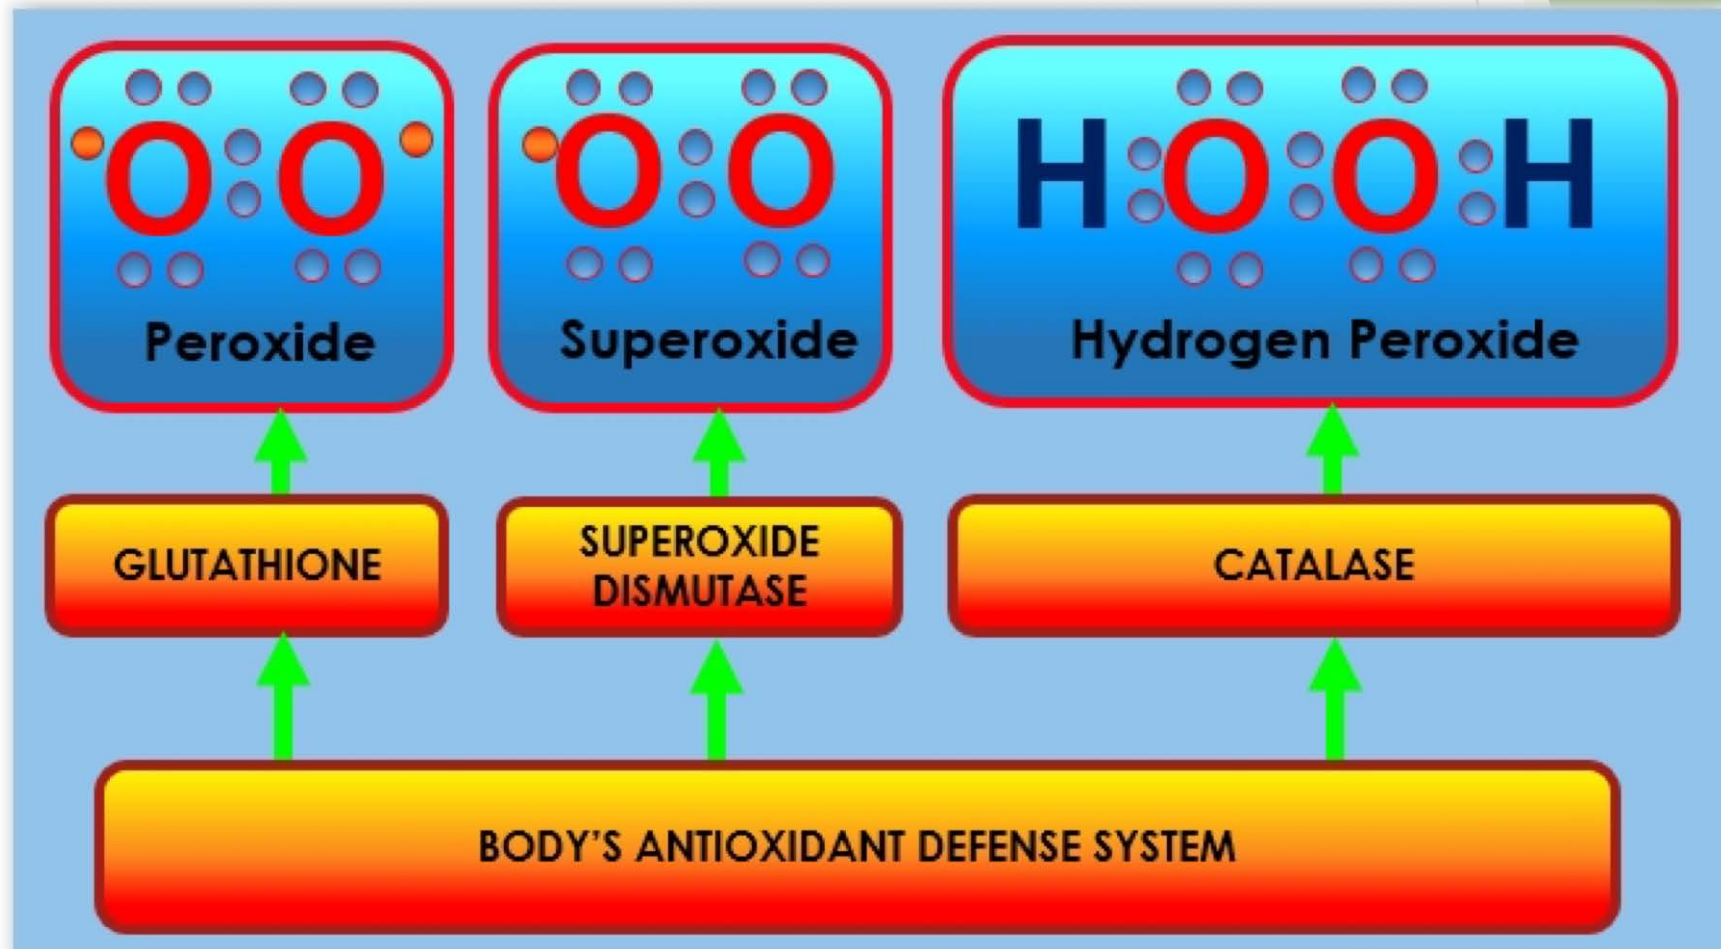 O O
Peroxide
O O
Superoxide
H O O H
Hydrogen Peroxide
GLUTATHIONE
SUPEROXIDE
DISMUTASE
CATALASE
BODY'S ANTIOXIDANT DEFENSE SYSTEM